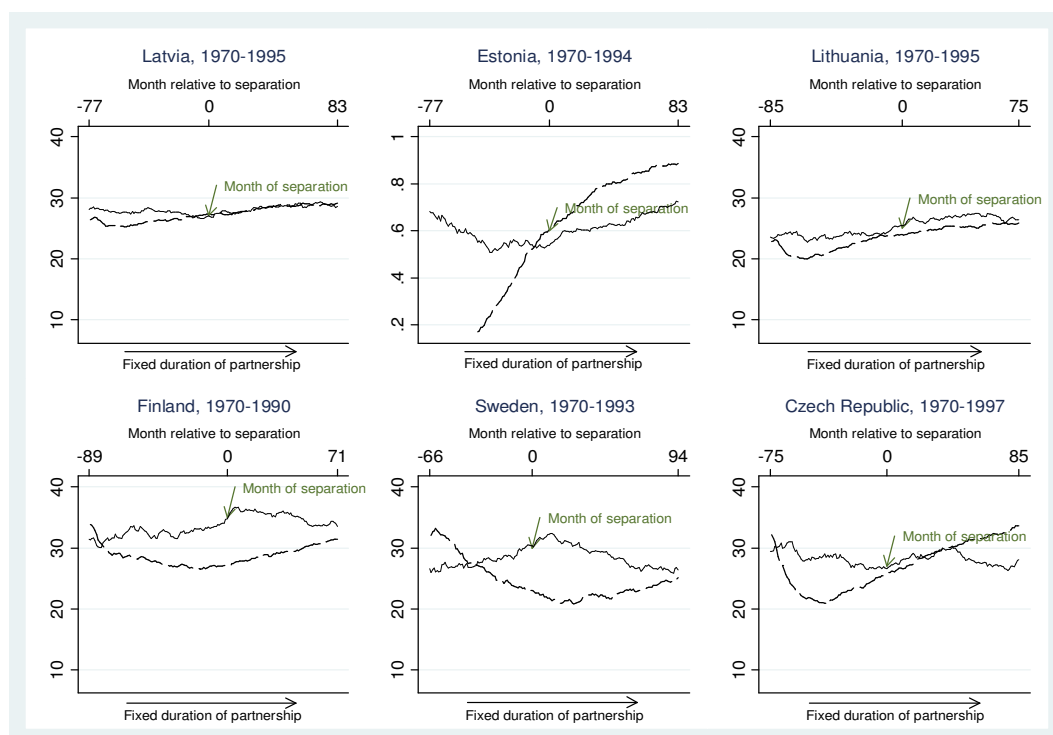 Latvia, 1970-1995
Month relative to separation
-77 0 83
40
30
20
10
Month of separation
Fixed duration of partnership
Estonia, 1970-1994
Month relative to separation
-77 0 83
1
.8
.6
.4
.2
Month of separation
Fixed duration of partnership
Lithuania, 1970-1995
Month relative to separation
-85 0 75
40
30
20
10
Month of separation
Fixed duration of partnership
Finland, 1970-1990
Month relative to separation
-89 0 71
40
30
20
10
Month of separation
Fixed duration of partnership
Sweden, 1970-1993
Month relative to separation
-66 0 94
40
30
20
10
Month of separation
Fixed duration of partnership
Czech Republic, 1970-1997
Month relative to separation
-75 0 85
40
30
20
10
Month of separation
Fixed duration of partnership